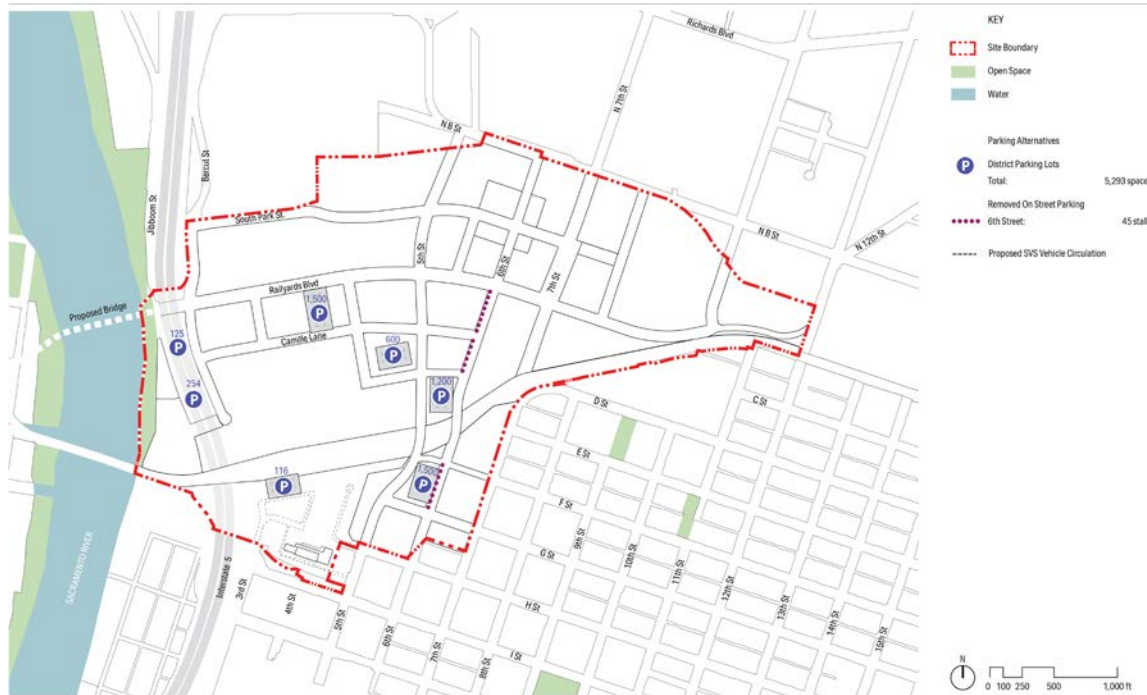 Richards Blvd
N 7th St
N B St
Bercut St
Jibboom St
South Park St.
5th St
6th St
7th St
N B St
N 12th St
Railyards Blvd
1,500
P
Camille Lane
Proposed Bridge
125
P
600
P
254
P
1,200
P
D St
C St
E St
116
P
1,500
P
F St
G St
9th St
10th St
11th St
12th St
13th St
14th St
15th St
H St
I St
SACRAMENTO RIVER
Interstate 5
3rd St
4th St
5th St
6th St
7th St
8th St
KEY
Site Boundary
Open Space
Water
Parking Alternatives
P District Parking Lots
Total: 5,293 space
Removed On Street Parking
6th Street: 45 stall
Proposed SVS Vehicle Circulation
N
0 100 250 500 1,000 ft